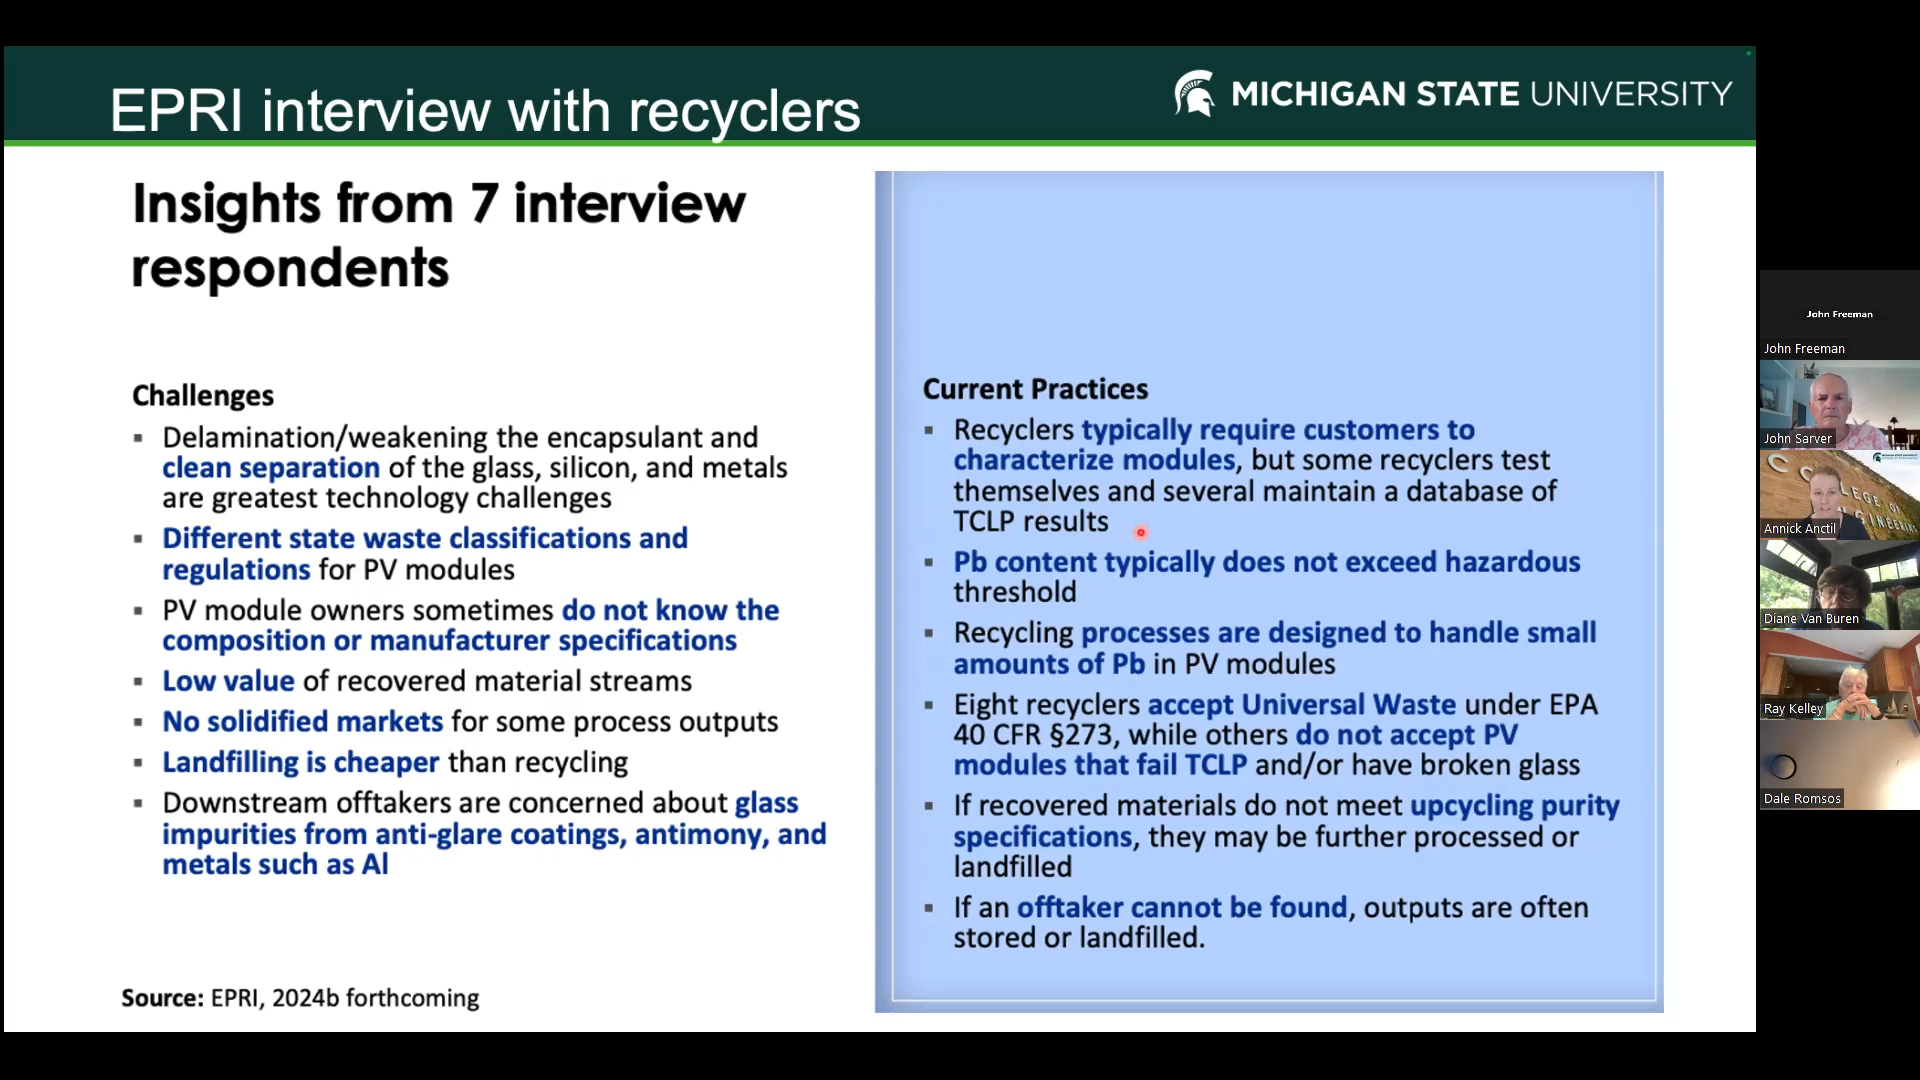 EPRI interview with recyclers
MICHIGAN STATE UNIVERSITY
Insights from 7 interview
respondents
Challenges
▪ Delamination/weakening the encapsulant and
clean separation of the glass, silicon, and metals
are greatest technology challenges
▪ Different state waste classifications and
regulations for PV modules
▪ PV module owners sometimes do not know the
composition or manufacturer specifications
▪ Low value of recovered material streams
▪ No solidified markets for some process outputs
▪ Landfilling is cheaper than recycling
▪ Downstream offtakers are concerned about glass
impurities from anti-glare coatings, antimony, and
metals such as Al
Source: EPRI, 2024b forthcoming
Current Practices
▪ Recyclers typically require customers to
characterize modules, but some recyclers test
themselves and several maintain a database of
TCLP results
▪ Pb content typically does not exceed hazardous
threshold
▪ Recycling processes are designed to handle small
amounts of Pb in PV modules
▪ Eight recyclers accept Universal Waste under EPA
40 CFR §273, while others do not accept PV
modules that fail TCLP and/or have broken glass
▪ If recovered materials do not meet upcycling purity
specifications, they may be further processed or
landfilled
▪ If an offtaker cannot be found, outputs are often
stored or landfilled.
John Freeman
John Freeman
John Sarver
Annick Anctil
Diane Van Buren
Ray Kelley
Dale Romsos